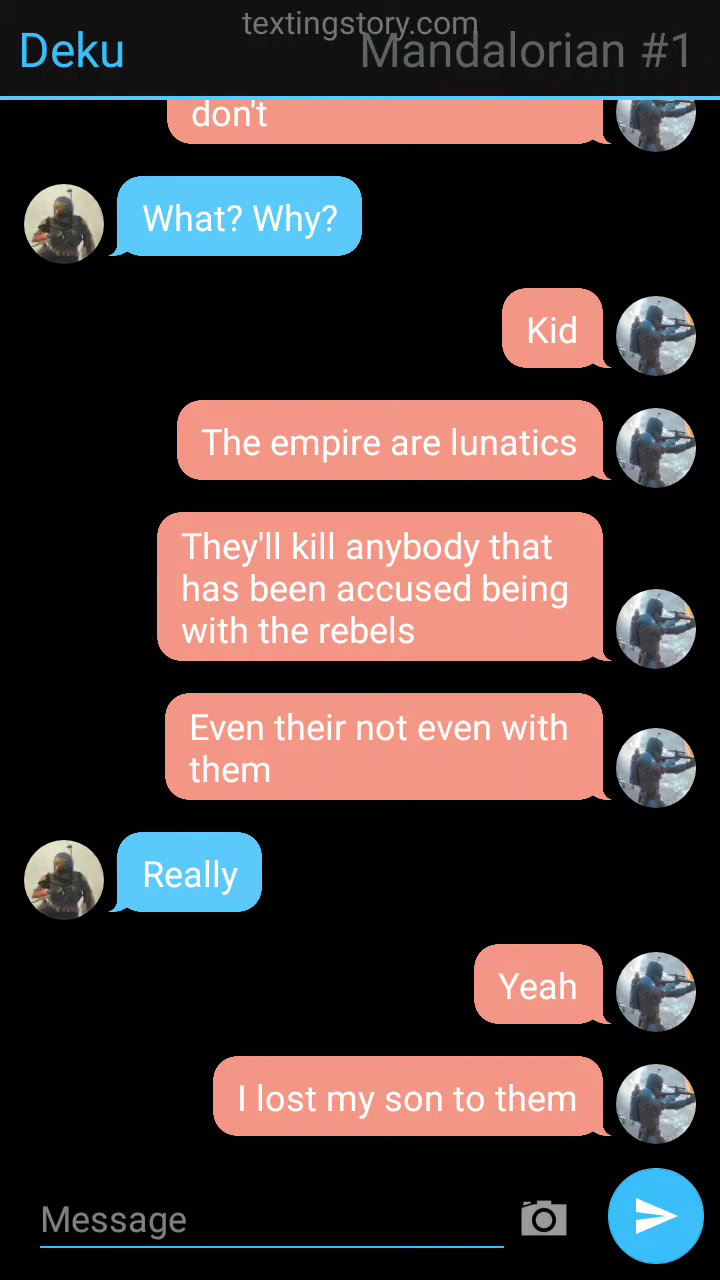 textingstory.com
Deku
Mandalorian #1
don't
What? Why?
Kid
The empire are lunatics
They'll kill anybody that
has been accused being
with the rebels
Even their not even with
them
Really
Yeah
I lost my son to them
Message